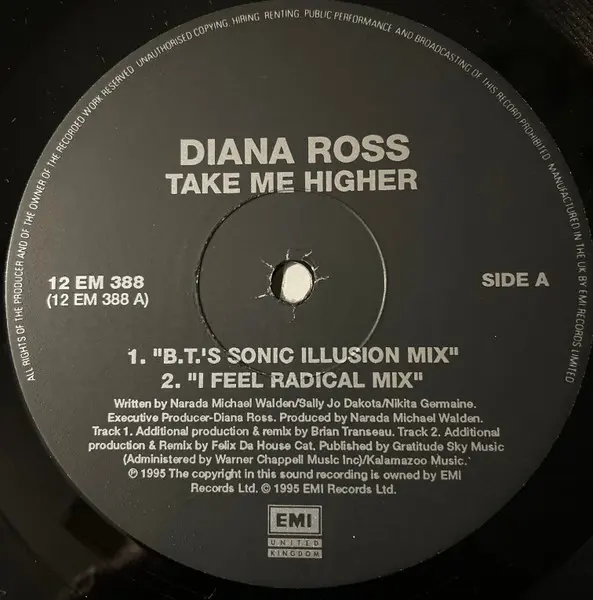 ALL RIGHTS OF THE PRODUCER AND OF THE OWNER OF THE RECORDED WORK RESERVED. UNAUTHORISED COPYING, HIRING, RENTING, PUBLIC PERFORMANCE AND BROADCASTING OF THIS RECORD PROHIBITED. MANUFACTURED IN THE UK BY EMI RECORDS LIMITED
DIANA ROSS
TAKE ME HIGHER
12 EM 388
(12 EM 388 A)
SIDE A
1. "B.T.'S SONIC ILLUSION MIX"
2. "I FEEL RADICAL MIX"
Written by Narada Michael Walden/Sally Jo Dakota/Nikita Germaine.
Executive Producer-Diana Ross. Produced by Narada Michael Walden.
Track 1. Additional production & remix by Brian Transeau. Track 2. Additional
production & Remix by Felix Da House Cat. Published by Gratitude Sky Music
(Administered by Warner Chappell Music Inc)/Kalamazoo Music.
℗ 1995 The copyright in this sound recording is owned by EMI
Records Ltd. © 1995 EMI Records Ltd.
EMI
UNITED
KINGDOM